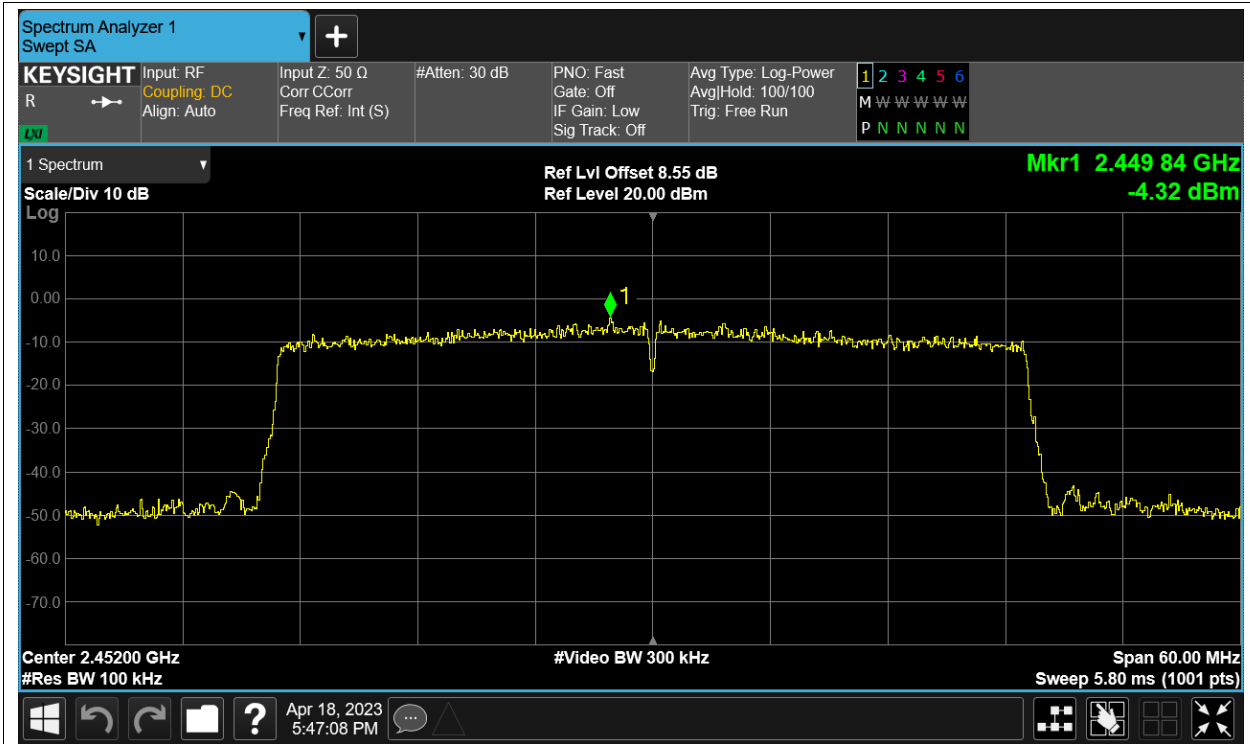 Spectrum Analyzer 1
Swept SA
KEYSIGHT
R
LXI
Input: RF
Coupling: DC
Align: Auto
Input Z: 50 Ω
Corr CCorr
Freq Ref: Int (S)
#Atten: 30 dB
PNO: Fast
Gate: Off
IF Gain: Low
Sig Track: Off
Avg Type: Log-Power
Avg|Hold: 100/100
Trig: Free Run
1 2 3 4 5 6
M W W W W W
P N N N N N
1 Spectrum
Scale/Div 10 dB
Log
Ref Lvl Offset 8.55 dB
Ref Level 20.00 dBm
Mkr1 2.449 84 GHz
-4.32 dBm
10.0
0.00
-10.0
-20.0
-30.0
-40.0
-50.0
-60.0
-70.0
1
Center 2.45200 GHz
#Res BW 100 kHz
#Video BW 300 kHz
Span 60.00 MHz
Sweep 5.80 ms (1001 pts)
?
Apr 18, 2023
5:47:08 PM